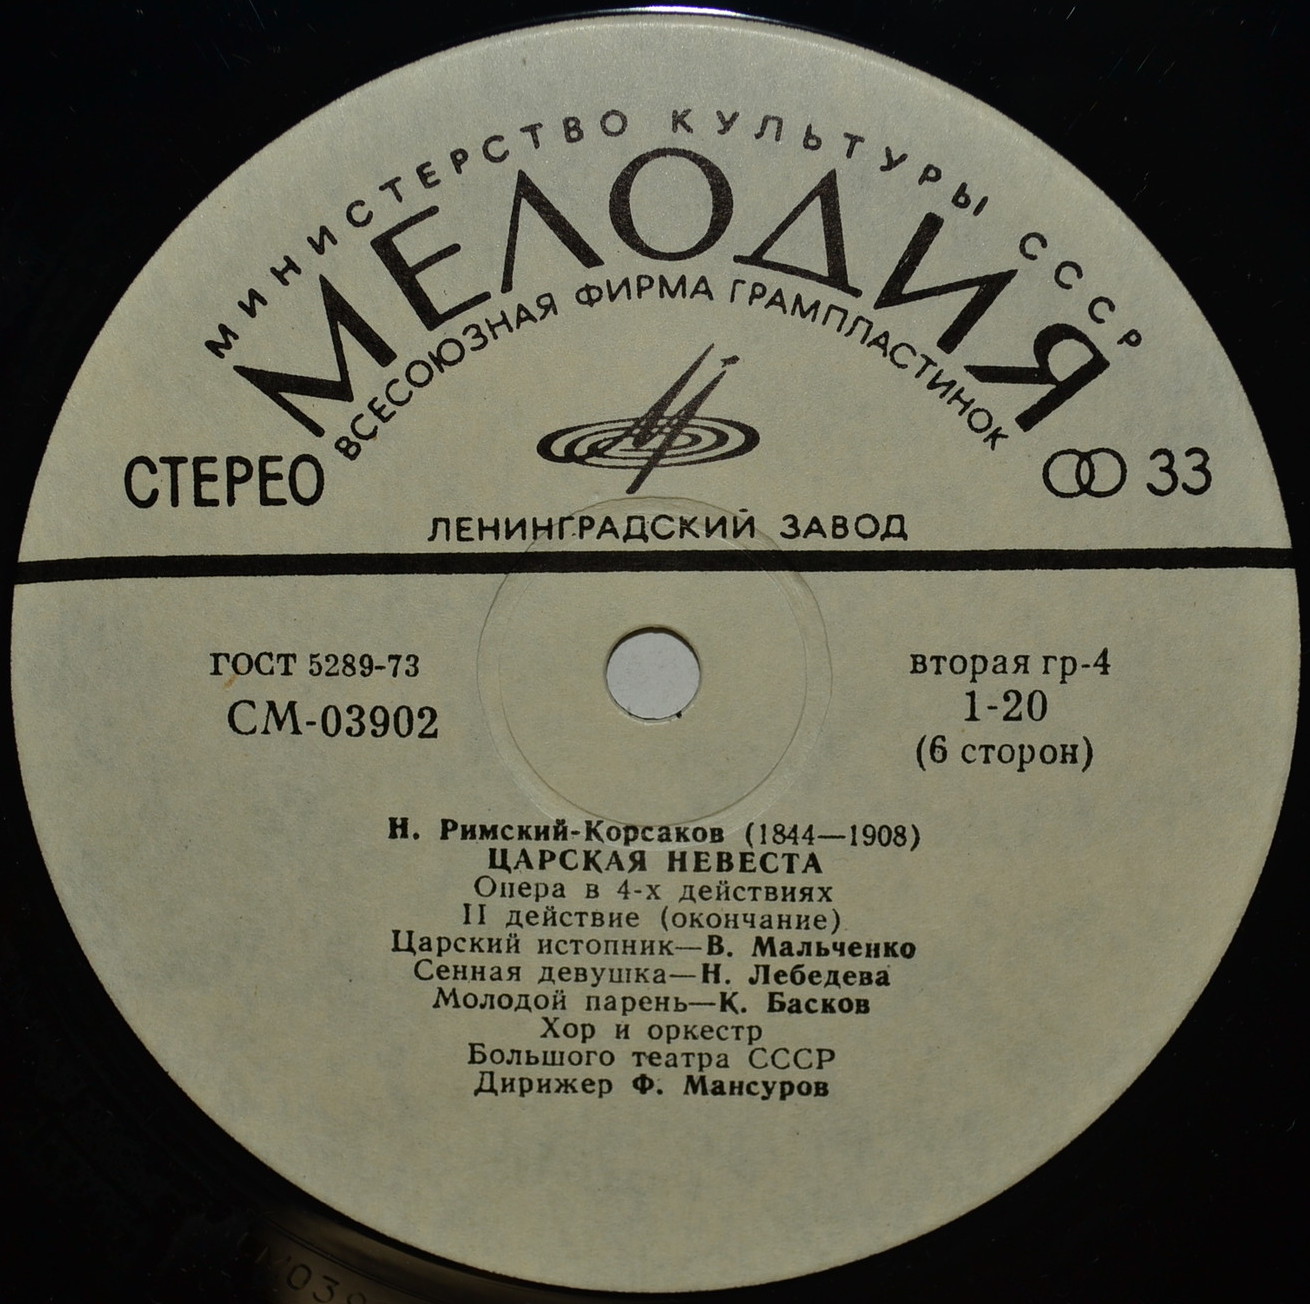 МИНИСТЕРСТВО КУЛЬТУРЫ СССР
МЕЛОДИЯ
ВСЕСОЮЗНАЯ ФИРМА ГРАМПЛАСТИНОК
СТЕРЕО
33
ЛЕНИНГРАДСКИЙ ЗАВОД
ГОСТ 5289-73
СМ-03902
вторая гр-4
1-20
(6 сторон)
Н. Римский-Корсаков (1844—1908)
ЦАРСКАЯ НЕВЕСТА
Опера в 4-х действиях
II действие (окончание)
Царский истопник—В. Мальченко
Сенная девушка—Н. Лебедева
Молодой парень—К. Басков
Хор и оркестр
Большого театра СССР
Дирижер Ф. Мансуров